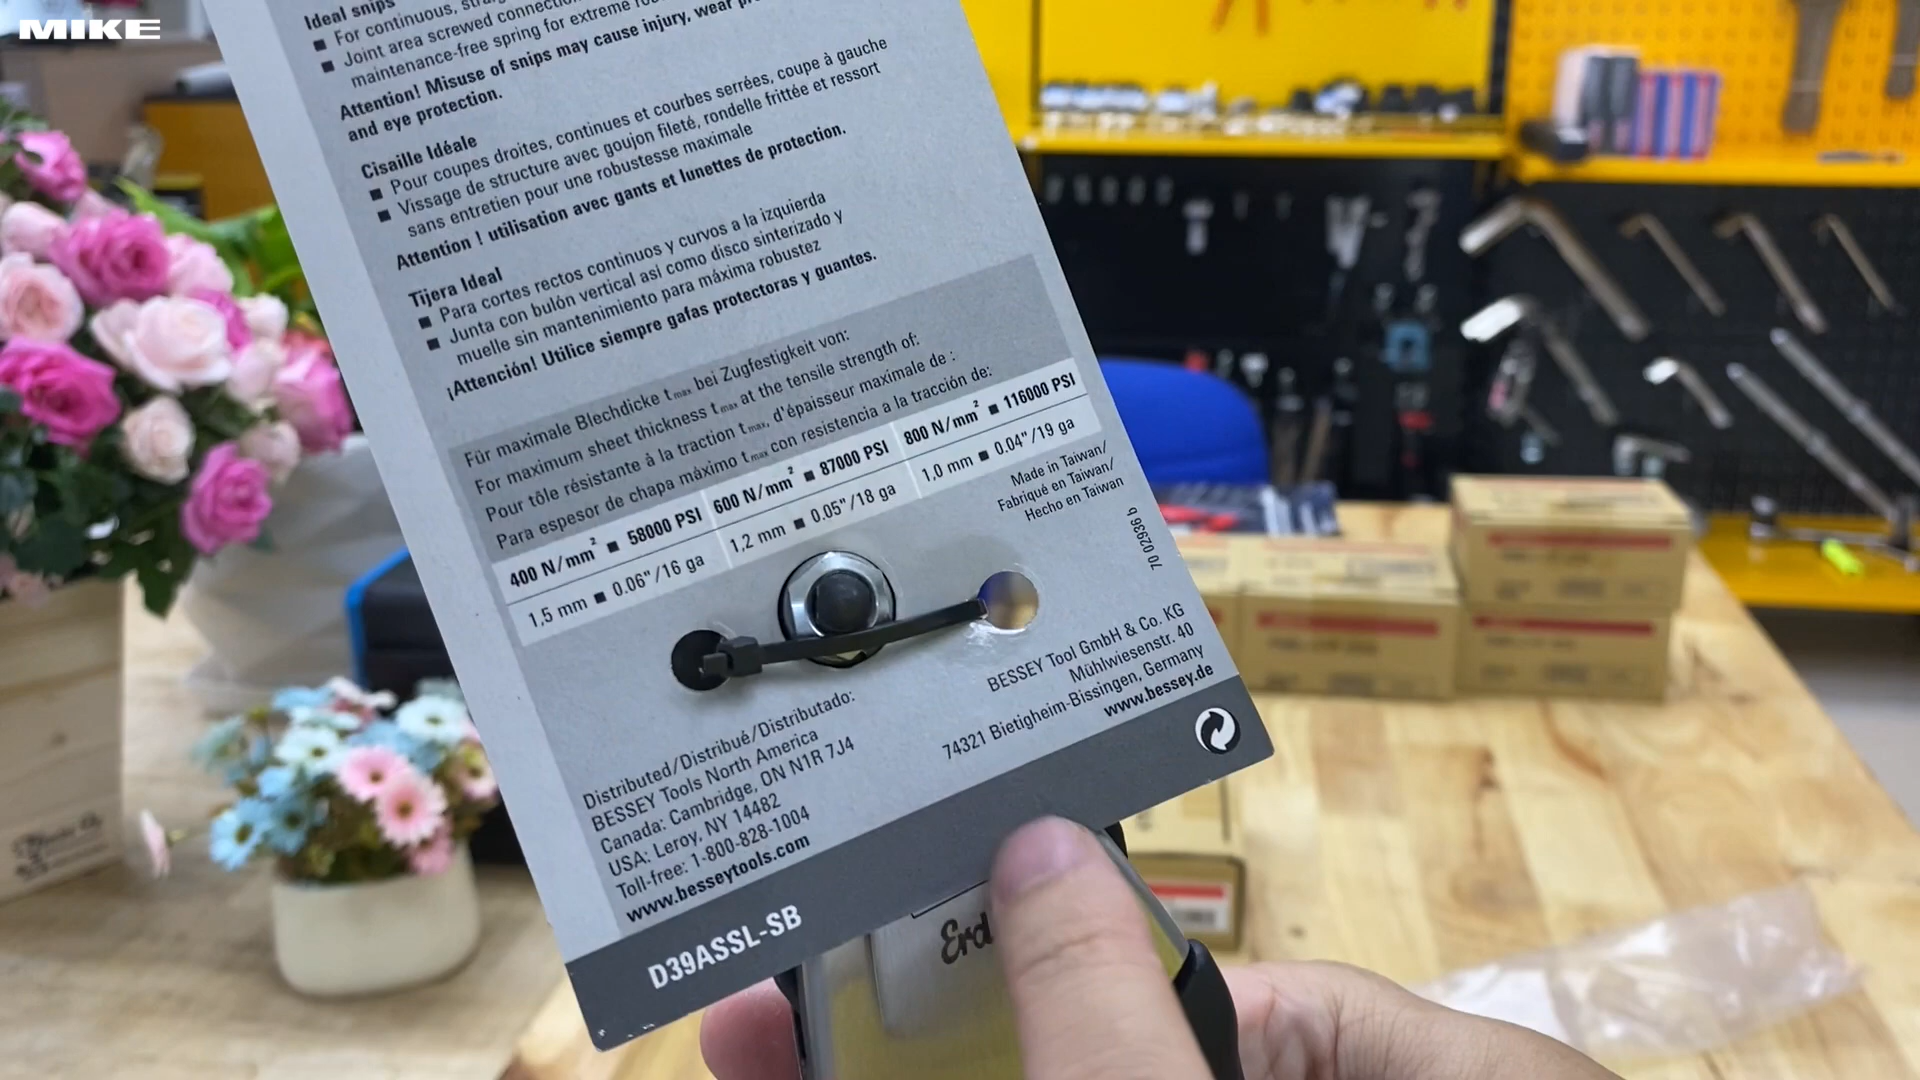 MIKE
Ideal snips
■ For continuous,
■ Joint area screwed
maintenance-free spring for extreme
Attention! Misuse of snips may cause injury, wear
and eye protection.
Cisaille Idéale
■ Pour coupes droites, continues et courbes serrées, coupe à gauche
■ Vissage de structure avec goujon fileté, rondelle frittée et ressort
sans entretien pour une robustesse maximale
Attention ! utilisation avec gants et lunettes de protection.
Tijera Ideal
■ Para cortes rectos continuos y curvos a la izquierda
■ Junta con bulón vertical así como disco sinterizado y
muelle sin mantenimiento para máxima robustez
¡Atención! Utilice siempre gafas protectoras y guantes.
Für maximale Blechdicke tmax bei Zugfestigkeit von:
For maximum sheet thickness tmax at the tensile strength of:
Pour tôle résistante à la traction tmax, d'épaisseur maximale de :
Para espesor de chapa máximo tmax con resistencia a la tracción de:
400 N/mm² ■ 58000 PSI 600 N/mm² ■ 87000 PSI 800 N/mm² ■ 116000 PSI
1,5 mm ■ 0.06"/16 ga 1,2 mm ■ 0.05"/18 ga 1,0 mm ■ 0.04"/19 ga
Made in Taiwan/
Fabriqué en Taiwan/
Hecho en Taiwan
70 02936 b
Distributed/Distribué/Distributado:
BESSEY Tools North America
Canada: Cambridge, ON N1R 7J4
USA: Leroy, NY 14482
Toll-free: 1-800-828-1004
www.besseytools.com
BESSEY Tool GmbH & Co. KG
Mühlwiesenstr. 40
74321 Bietigheim-Bissingen, Germany
www.bessey.de
D39ASSL-SB